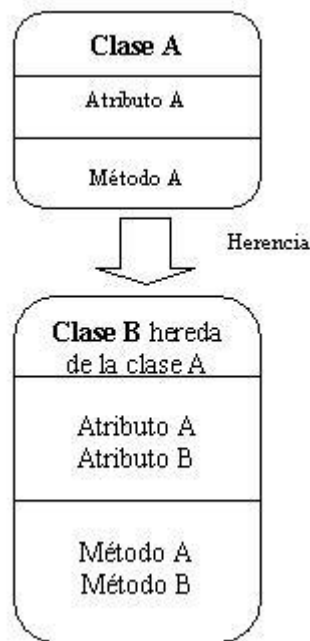 Clase A
Atributo A
Método A
Herencia
Clase B hereda
de la clase A
Atributo A
Atributo B
Método A
Método B